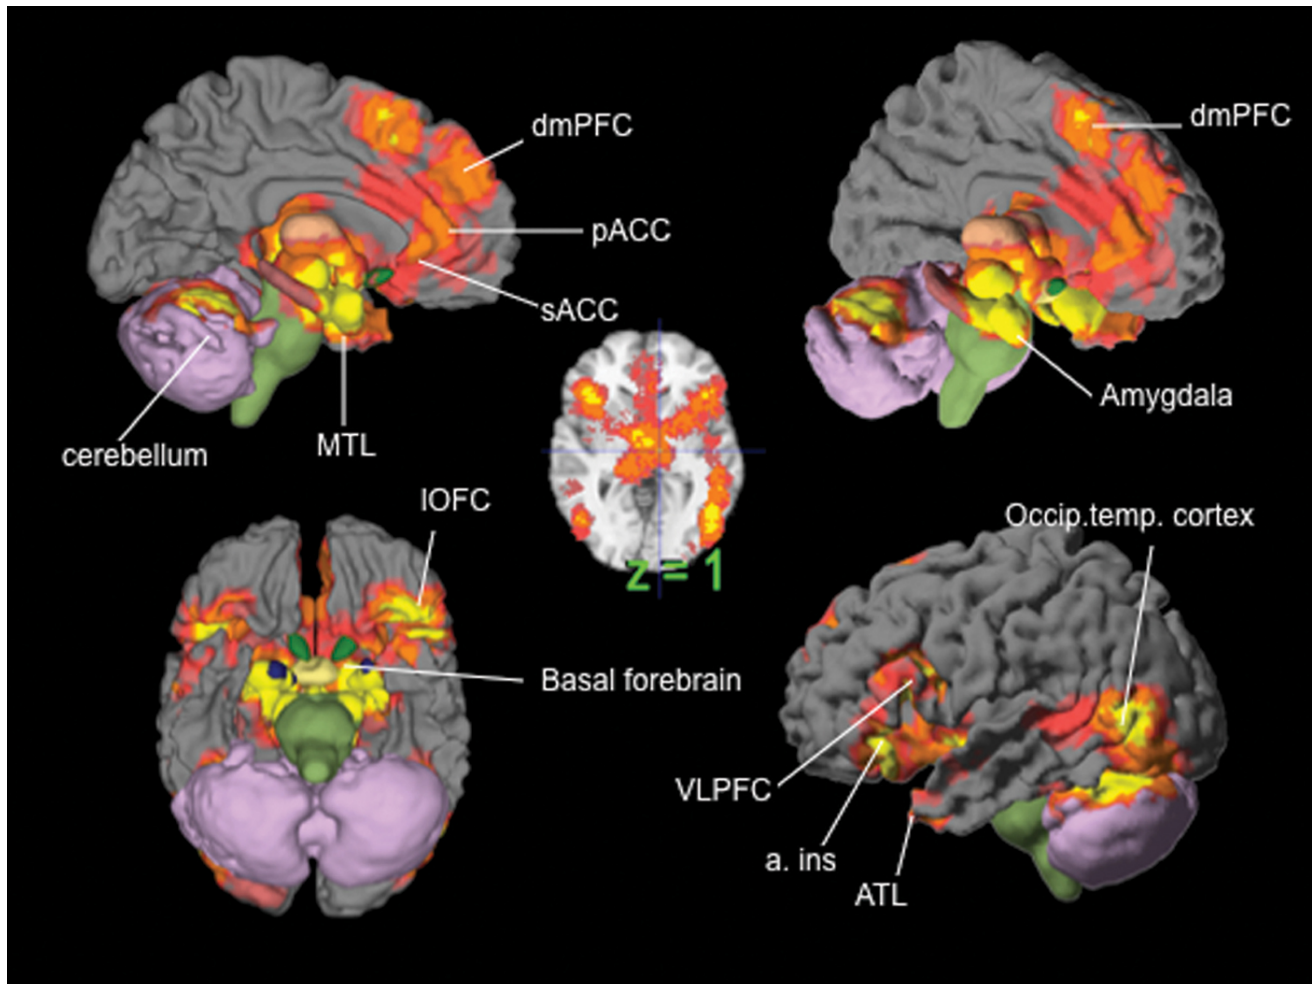 dmPFC
dmPFC
pACC
sACC
Amygdala
cerebellum
MTL
lOFC
Occip.temp. cortex
z = 1
Basal forebrain
VLPFC
a. ins
ATL